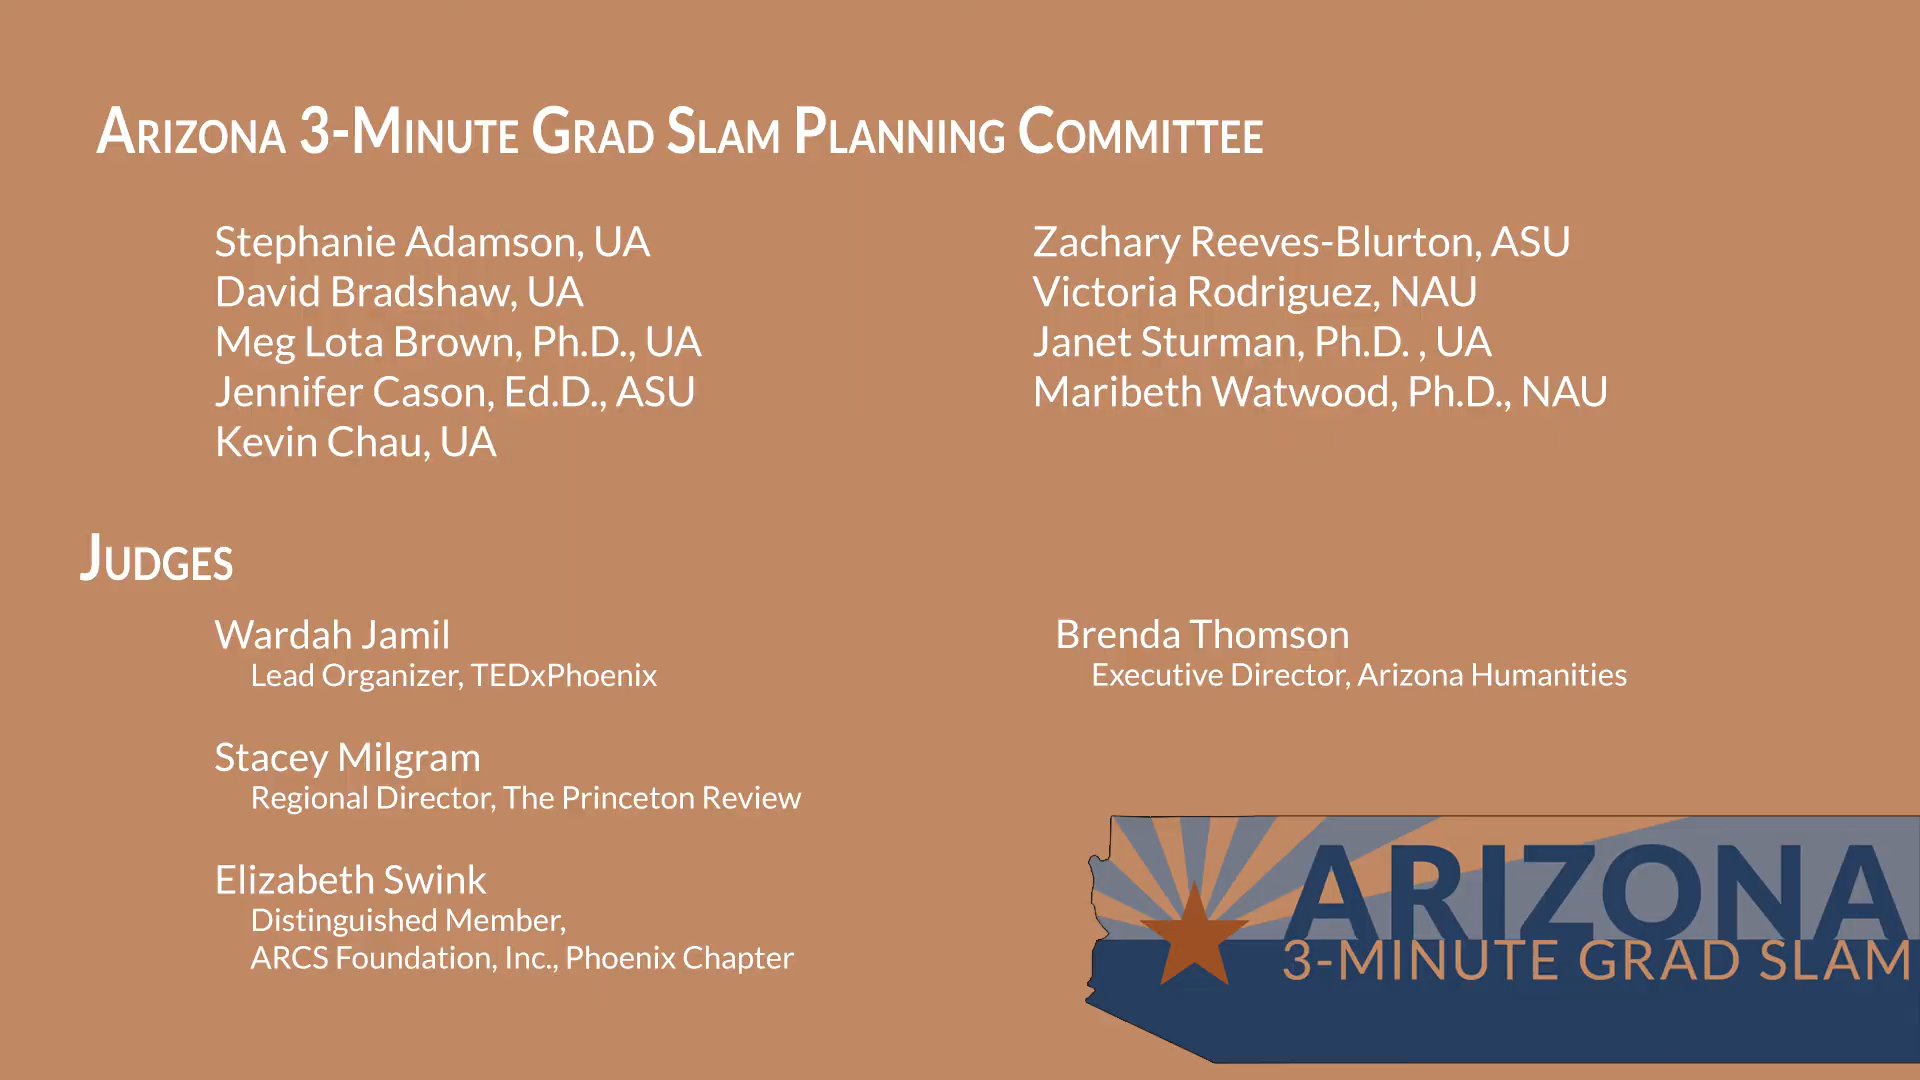 Arizona 3-Minute Grad Slam Planning Committee
Stephanie Adamson, UA
David Bradshaw, UA
Meg Lota Brown, Ph.D., UA
Jennifer Cason, Ed.D., ASU
Kevin Chau, UA
Zachary Reeves-Blurton, ASU
Victoria Rodriguez, NAU
Janet Sturman, Ph.D. , UA
Maribeth Watwood, Ph.D., NAU
Judges
Wardah Jamil
Lead Organizer, TEDxPhoenix
Stacey Milgram
Regional Director, The Princeton Review
Elizabeth Swink
Distinguished Member,
ARCS Foundation, Inc., Phoenix Chapter
Brenda Thomson
Executive Director, Arizona Humanities
ARIZONA
3-MINUTE GRAD SLAM